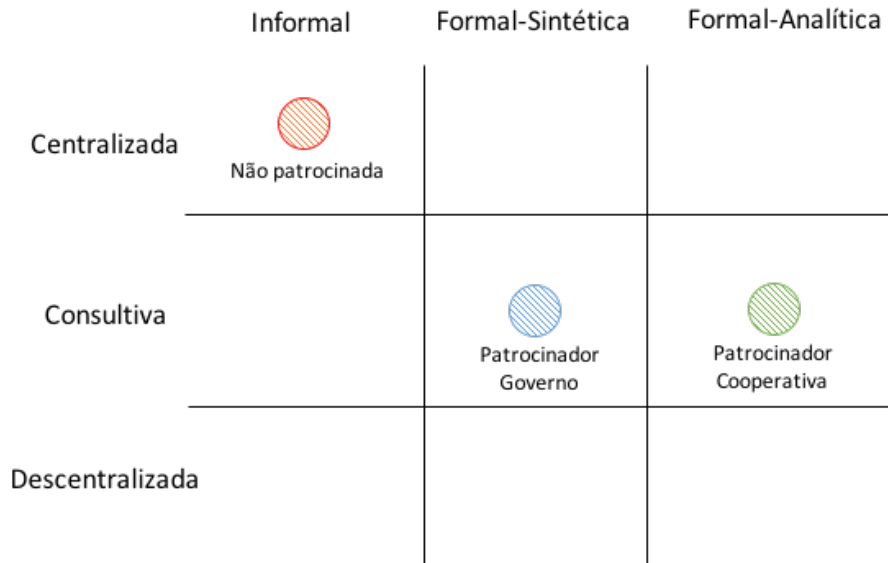 Informal
Formal-Sintética
Formal-Analítica
Centralizada
Não patrocinada
Consultiva
Patrocinador
Governo
Patrocinador
Cooperativa
Descentralizada